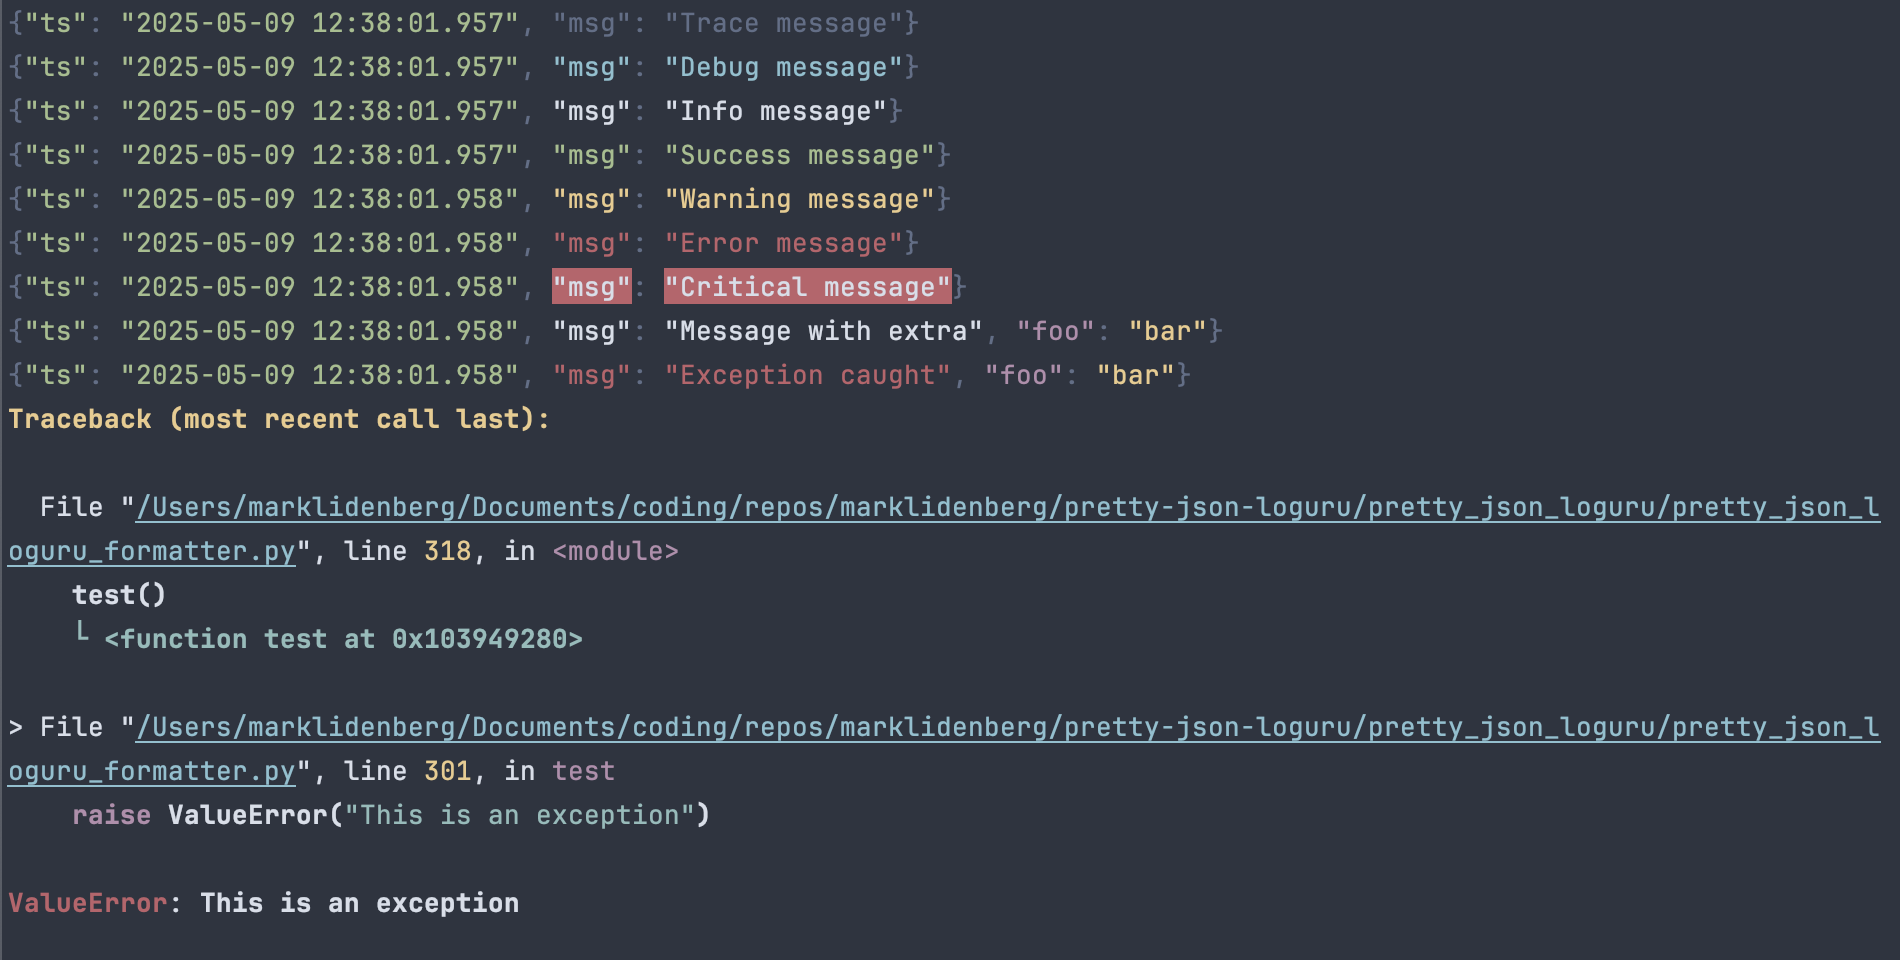 {"ts": "2025-05-09 12:38:01.957", "msg": "Trace message"}
{"ts": "2025-05-09 12:38:01.957", "msg": "Debug message"}
{"ts": "2025-05-09 12:38:01.957", "msg": "Info message"}
{"ts": "2025-05-09 12:38:01.957", "msg": "Success message"}
{"ts": "2025-05-09 12:38:01.958", "msg": "Warning message"}
{"ts": "2025-05-09 12:38:01.958", "msg": "Error message"}
{"ts": "2025-05-09 12:38:01.958", "msg": "Critical message"}
{"ts": "2025-05-09 12:38:01.958", "msg": "Message with extra", "foo": "bar"}
{"ts": "2025-05-09 12:38:01.958", "msg": "Exception caught", "foo": "bar"}
Traceback (most recent call last):

  File "/Users/marklidenberg/Documents/coding/repos/marklidenberg/pretty-json-loguru/pretty_json_loguru/pretty_json_l
oguru_formatter.py", line 318, in <module>
    test()
    └ <function test at 0x103949280>

> File "/Users/marklidenberg/Documents/coding/repos/marklidenberg/pretty-json-loguru/pretty_json_loguru/pretty_json_l
oguru_formatter.py", line 301, in test
    raise ValueError("This is an exception")

ValueError: This is an exception